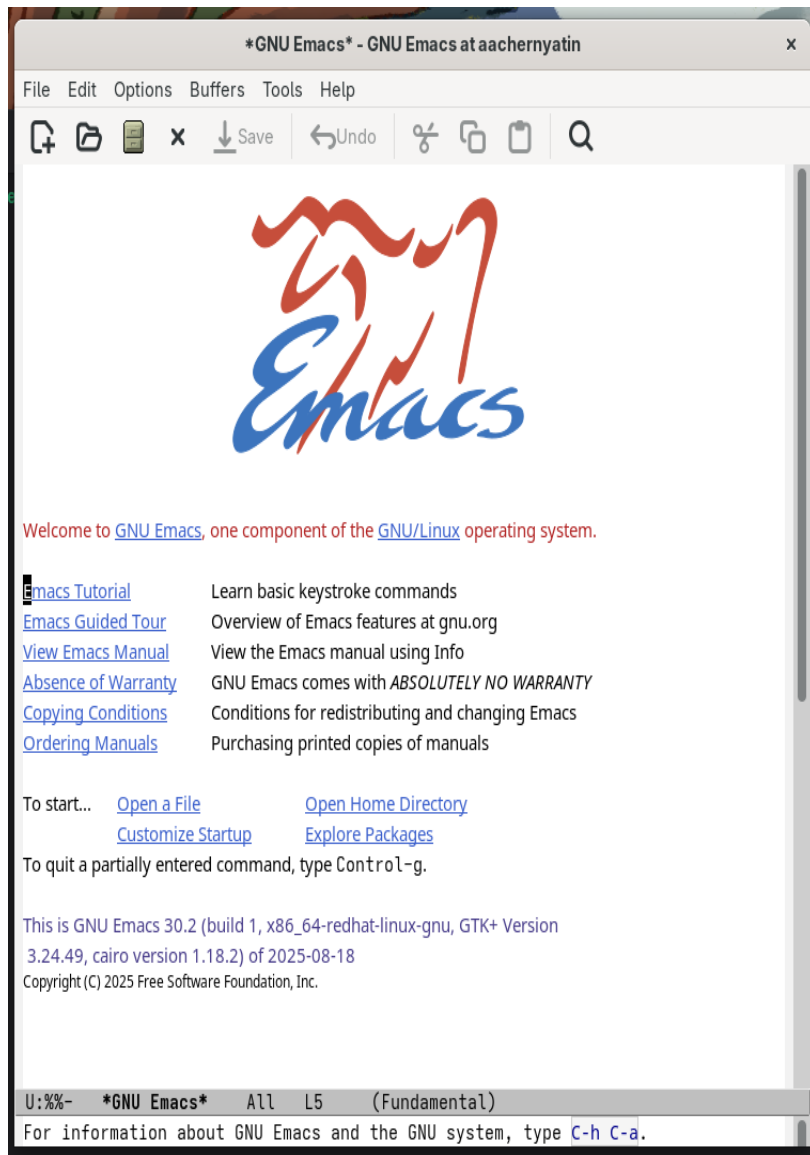 *GNU Emacs* - GNU Emacs at aachernyatin ×
File Edit Options Buffers Tools Help
Save Undo
Emacs
Welcome to GNU Emacs, one component of the GNU/Linux operating system.
Emacs Tutorial Learn basic keystroke commands
Emacs Guided Tour Overview of Emacs features at gnu.org
View Emacs Manual View the Emacs manual using Info
Absence of Warranty GNU Emacs comes with ABSOLUTELY NO WARRANTY
Copying Conditions Conditions for redistributing and changing Emacs
Ordering Manuals Purchasing printed copies of manuals
To start... Open a File Open Home Directory
Customize Startup Explore Packages
To quit a partially entered command, type Control-g.
This is GNU Emacs 30.2 (build 1, x86_64-redhat-linux-gnu, GTK+ Version
3.24.49, cairo version 1.18.2) of 2025-08-18
Copyright (C) 2025 Free Software Foundation, Inc.
U:%%- *GNU Emacs* All L5 (Fundamental)
For information about GNU Emacs and the GNU system, type C-h C-a.